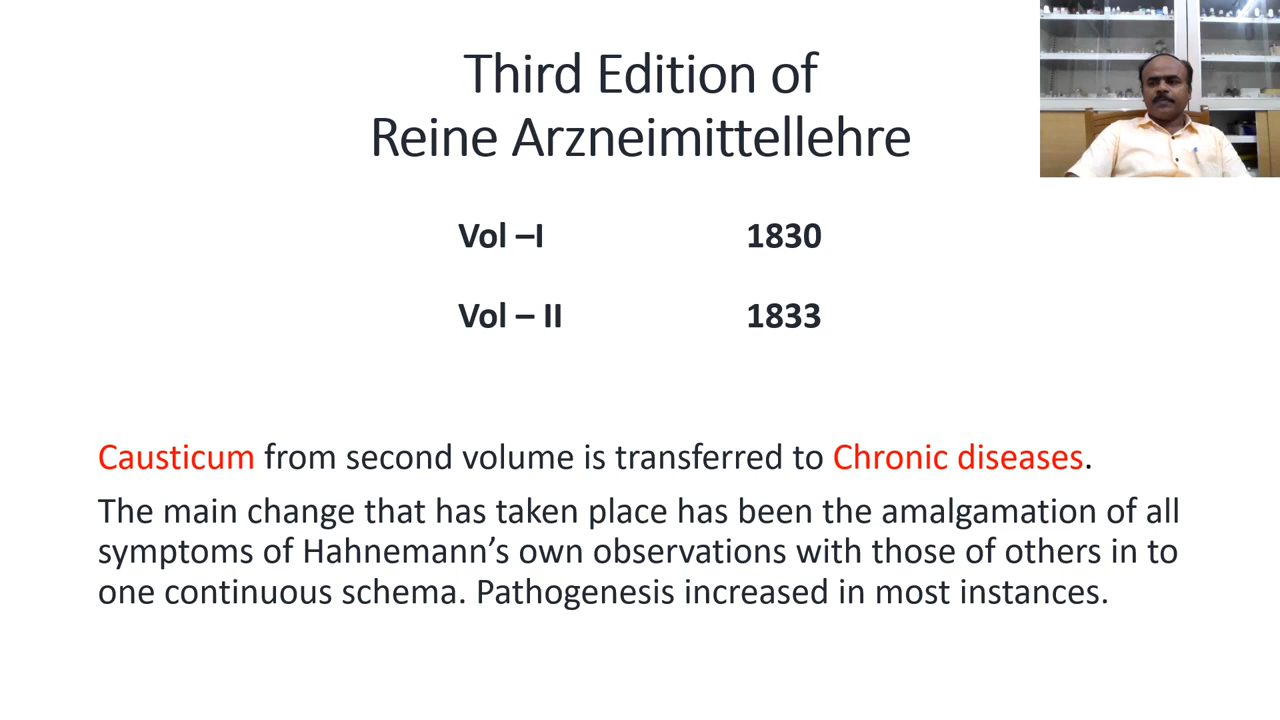 Third Edition of
Reine Arzneimittellehre
Vol –I 1830
Vol – II 1833
Causticum from second volume is transferred to Chronic diseases.
The main change that has taken place has been the amalgamation of all
symptoms of Hahnemann’s own observations with those of others in to
one continuous schema. Pathogenesis increased in most instances.